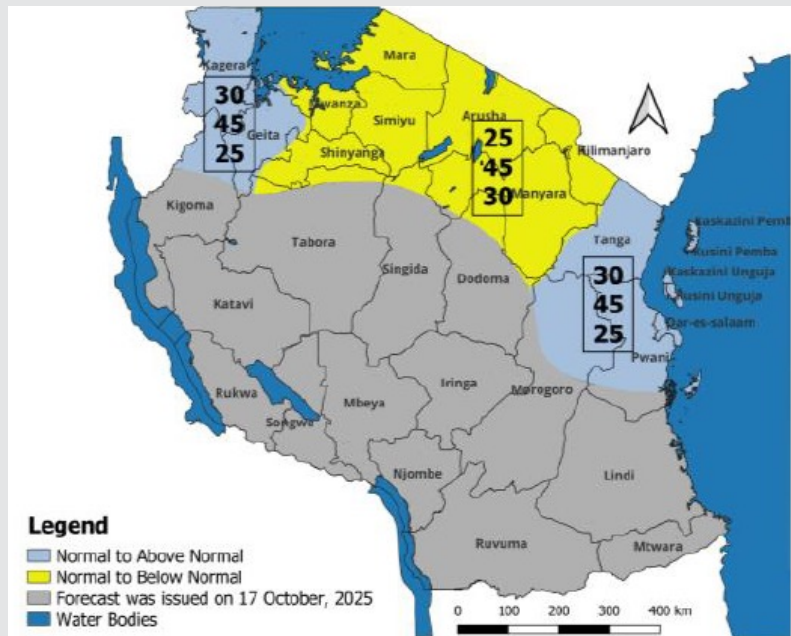 Kagera
Mara
30
45
25
Geita
Mwanza
Simiyu
Shinyanga
Arusha
25
45
30
Kilimanjaro
Manyara
Kigoma
Tabora
Singida
Dodoma
Katavi
Tanga
Kaskazini Pemb
Kusini Pemba
Kaskazini Unguja
Kusini Unguja
30
45
25
Dar-es-salaam
Pwani
Rukwa
Songwe
Mbeya
Iringa
Morogoro
Njombe
Lindi
Ruvuma
Mtwara
Legend
Normal to Above Normal
Normal to Below Normal
Forecast was issued on 17 October, 2025
Water Bodies
0 100 200 300 400 km